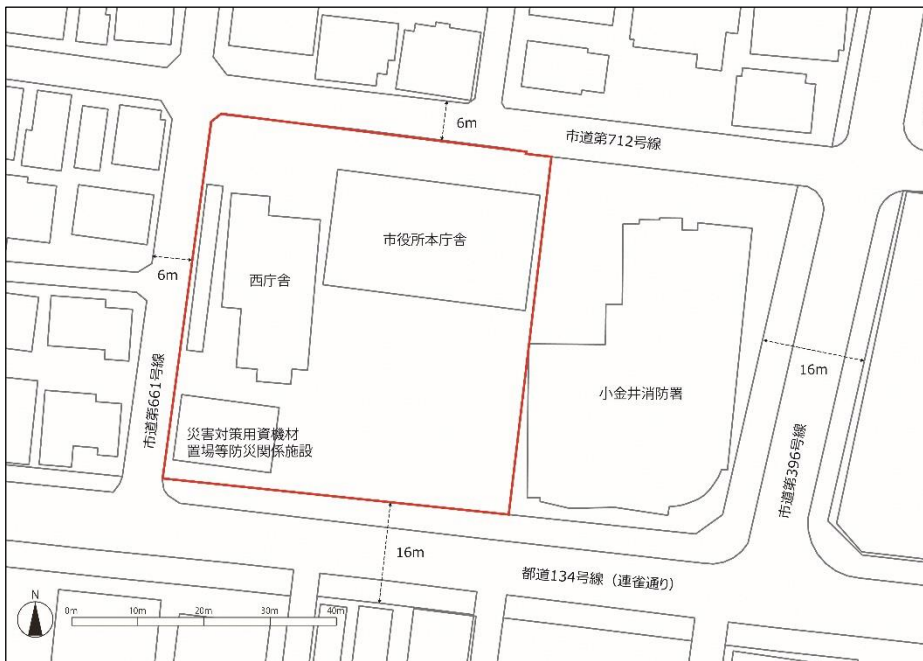 6m
市道第712号線
市役所本庁舎
6m
西庁舎
16m
小金井消防署
市道第661号線
災害対策用資機材
置場等防災関係施設
市道第396号線
16m
都道134号線（連雀通り）
N
0m 10m 20m 30m 40m